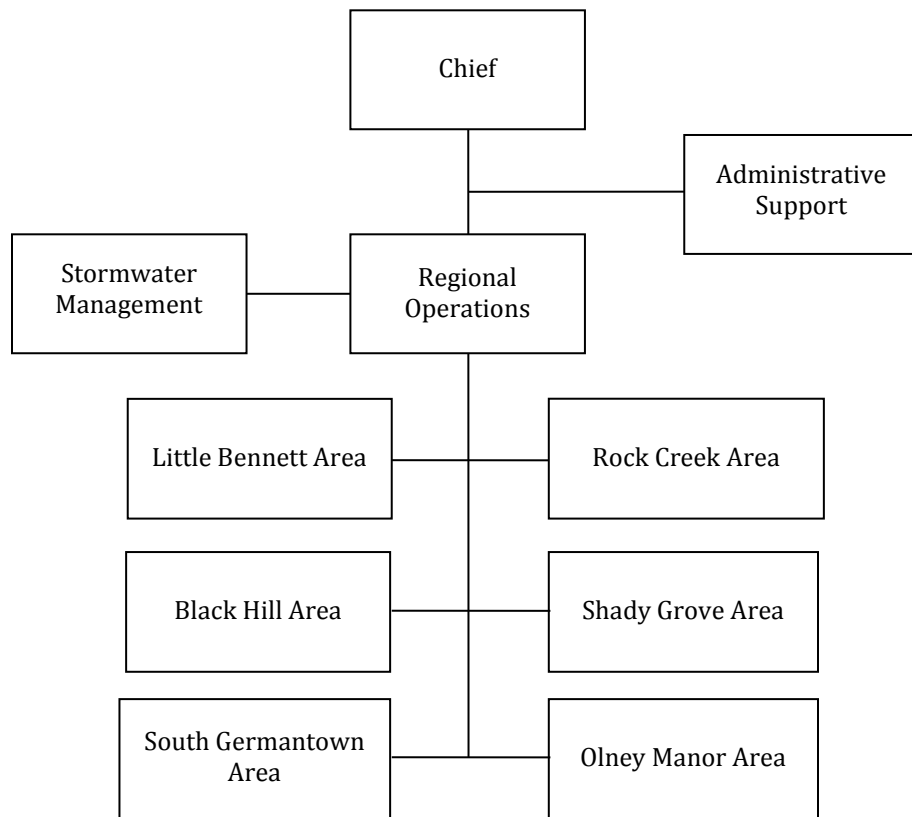 Chief
Administrative
Support
Stormwater
Management
Regional
Operations
Little Bennett Area
Rock Creek Area
Black Hill Area
Shady Grove Area
South Germantown
Area
Olney Manor Area